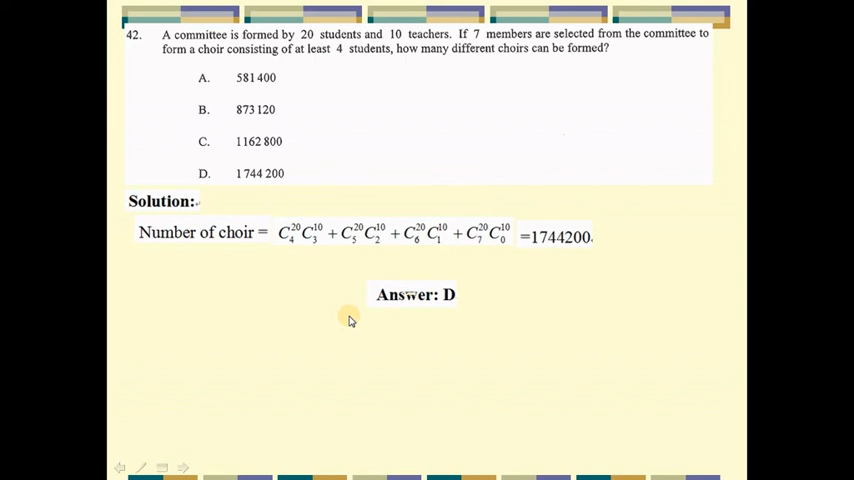 42. A committee is formed by 20 students and 10 teachers. If 7 members are selected from the committee to
form a choir consisting of at least 4 students, how many different choirs can be formed?
A. 581 400
B. 873 120
C. 1 162 800
D. 1 744 200
Solution:
Number of choir = C₄²⁰C₃¹⁰ + C₅²⁰C₂¹⁰ + C₆²⁰C₁¹⁰ + C₇²⁰C₀¹⁰ =1744200.
Answer: D